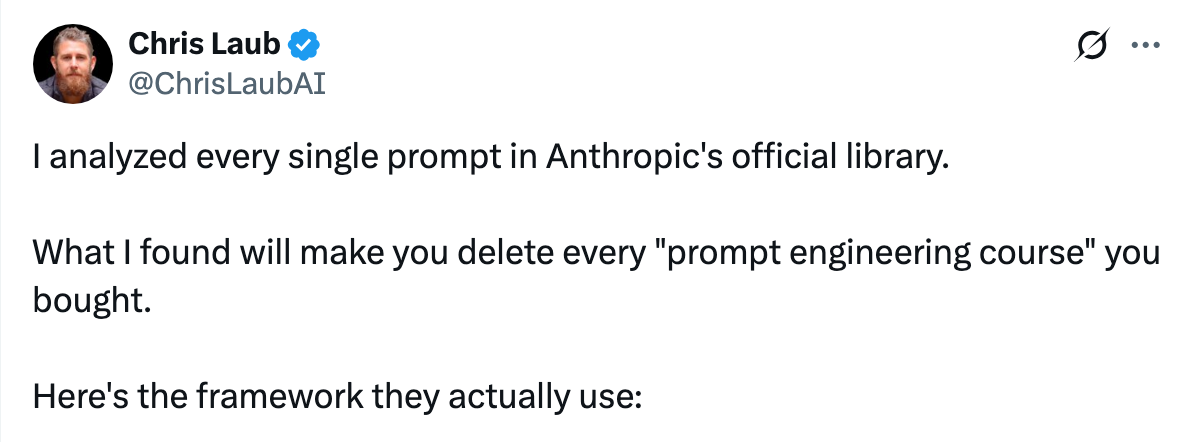 Chris Laub
@ChrisLaubAI
I analyzed every single prompt in Anthropic's official library.
What I found will make you delete every "prompt engineering course" you
bought.
Here's the framework they actually use: